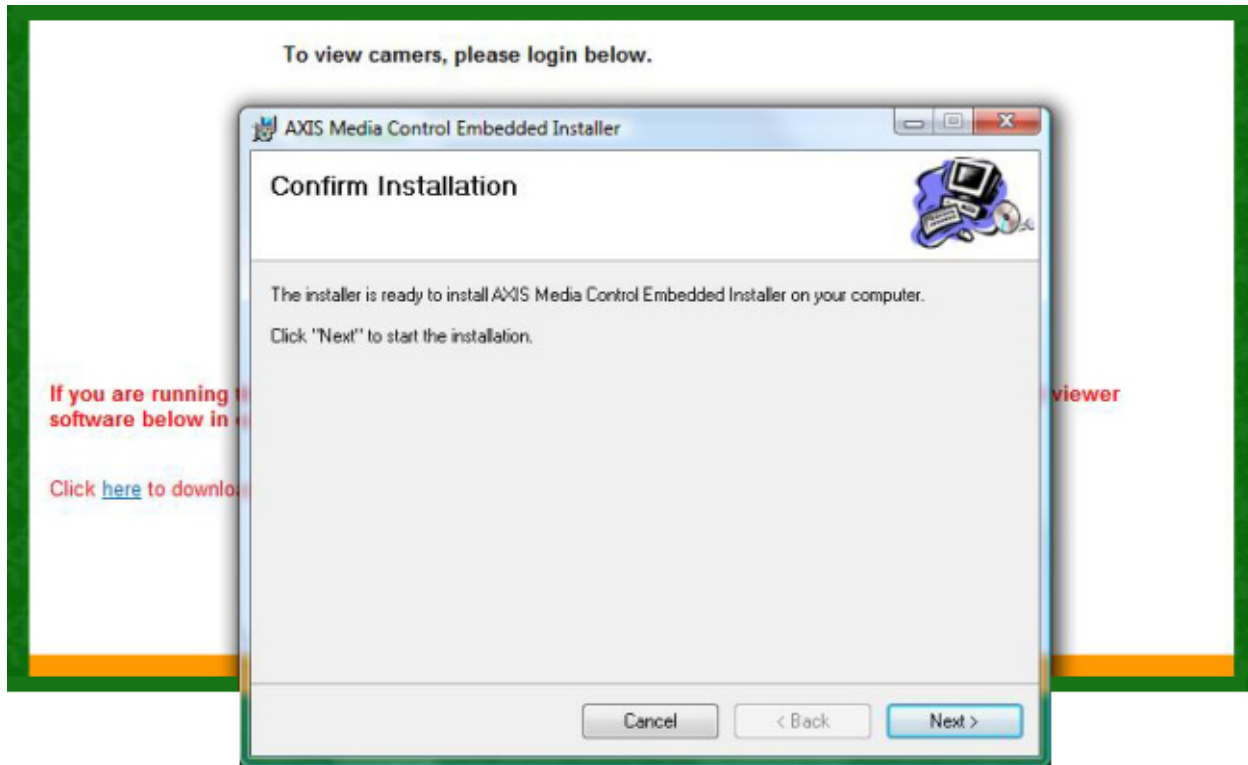 To view camers, please login below.
AXIS Media Control Embedded Installer
Confirm Installation
The installer is ready to install AXIS Media Control Embedded Installer on your computer.
Click "Next" to start the installation.
If you are running
viewer
software below in
Click here to downlo
Cancel
< Back
Next >